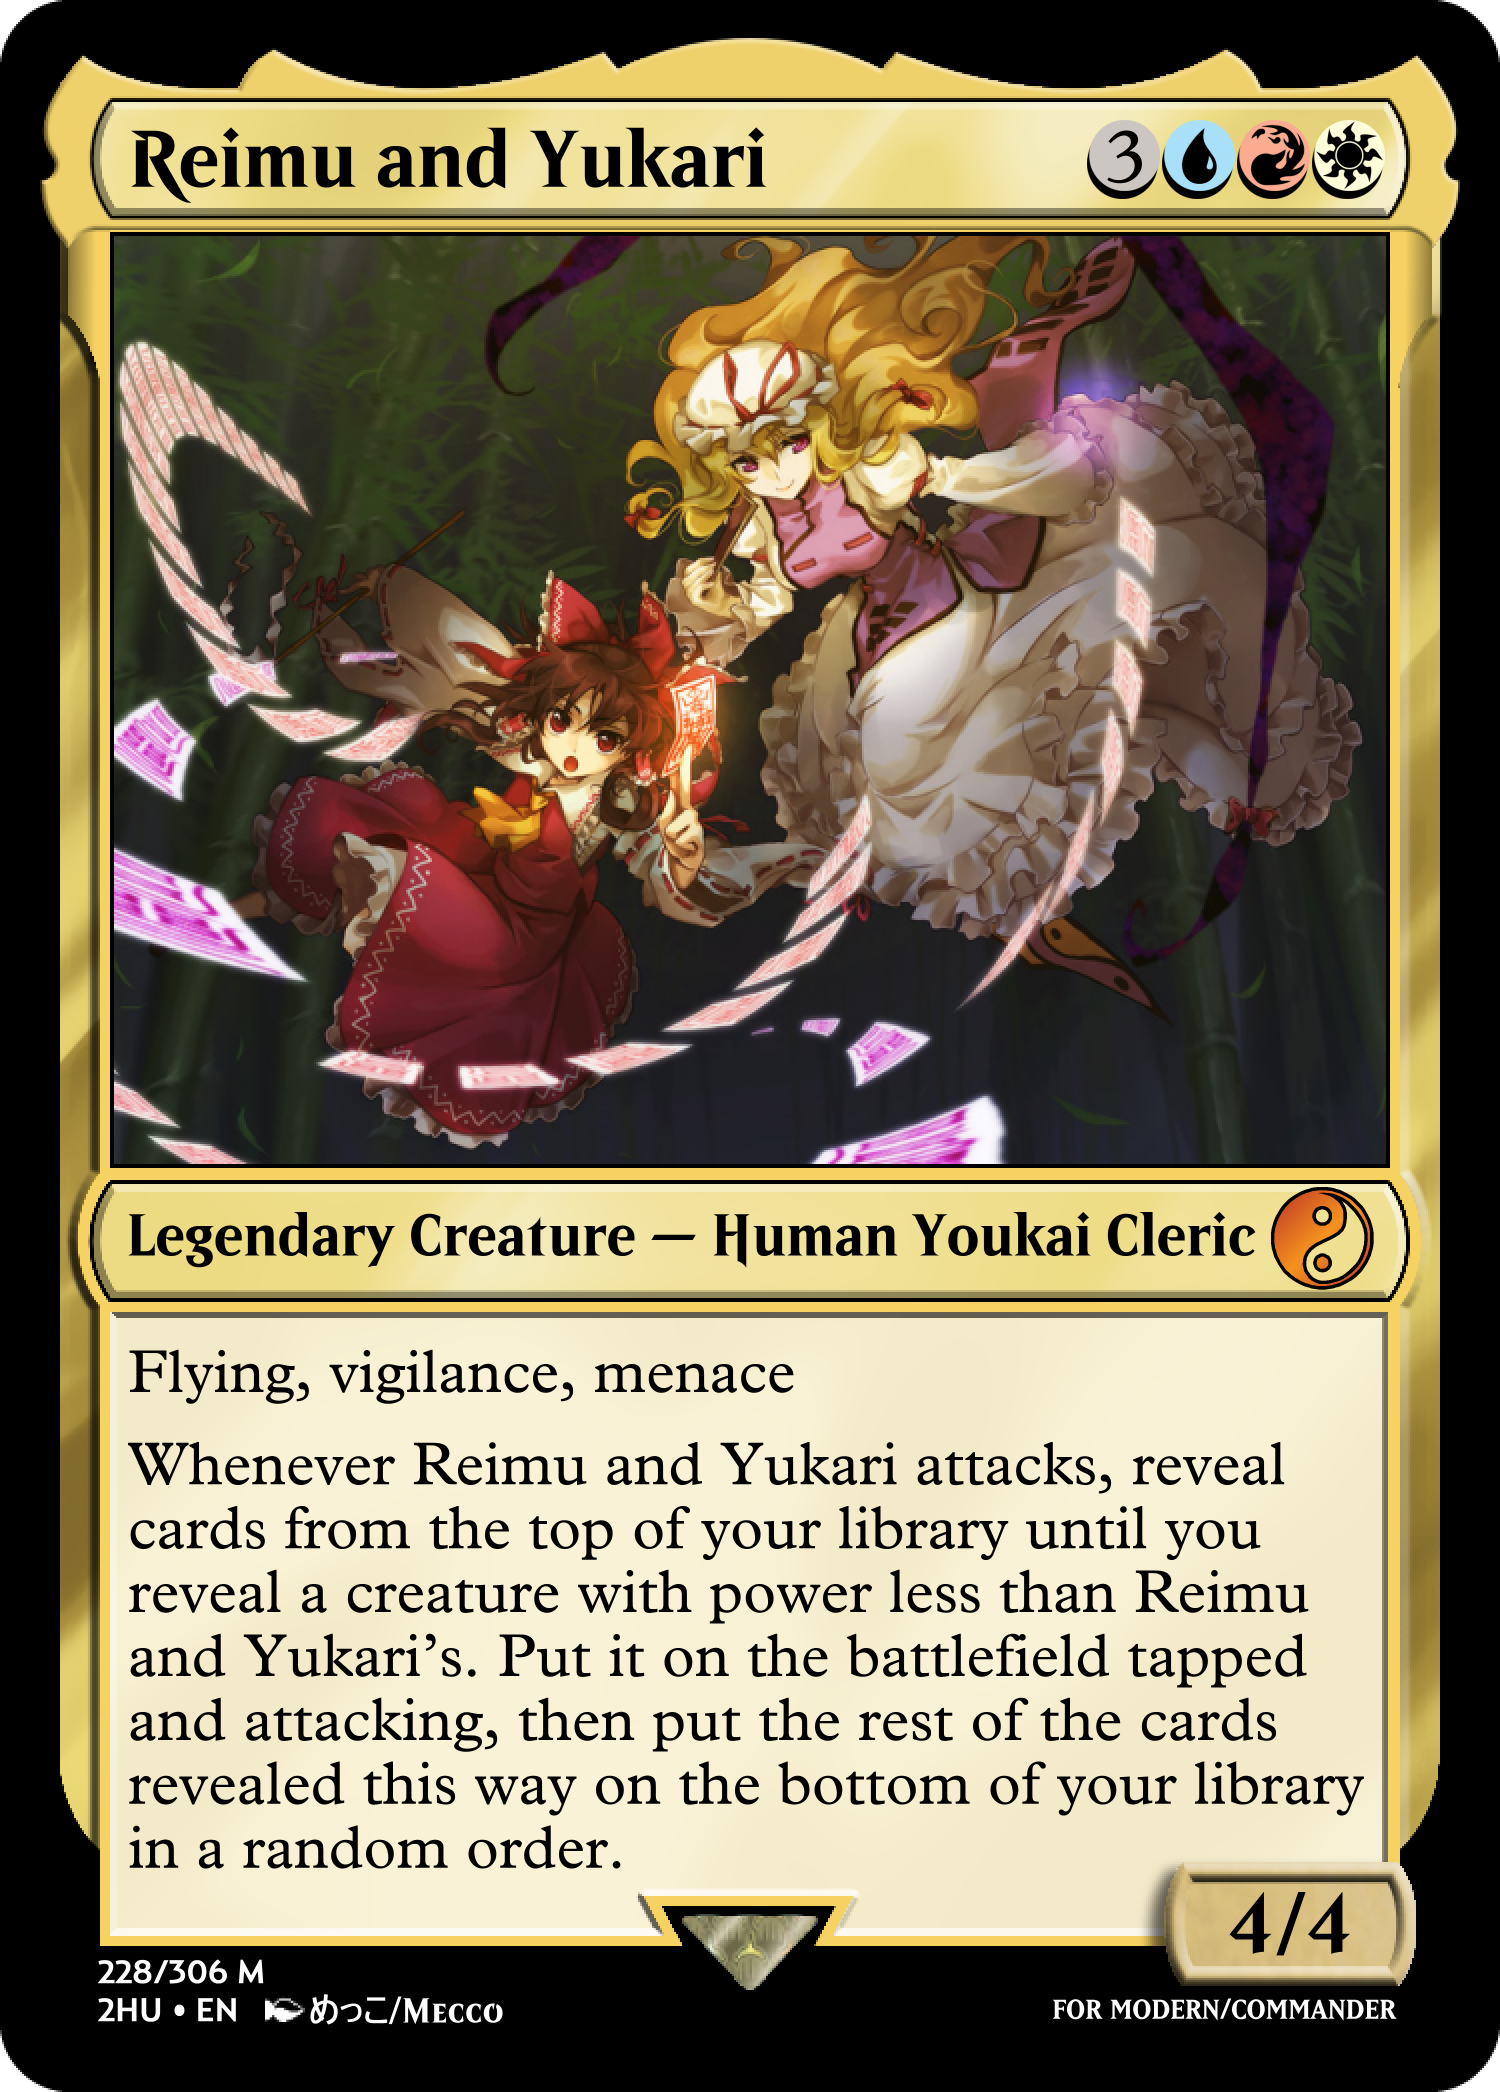 Reimu and Yukari 3
Legendary Creature — Human Youkai Cleric
Flying, vigilance, menace
Whenever Reimu and Yukari attacks, reveal
cards from the top of your library until you
reveal a creature with power less than Reimu
and Yukari's. Put it on the battlefield tapped
and attacking, then put the rest of the cards
revealed this way on the bottom of your library
in a random order.
4/4
228/306 M
2HU • EN めっこ/Mecco
FOR MODERN/COMMANDER